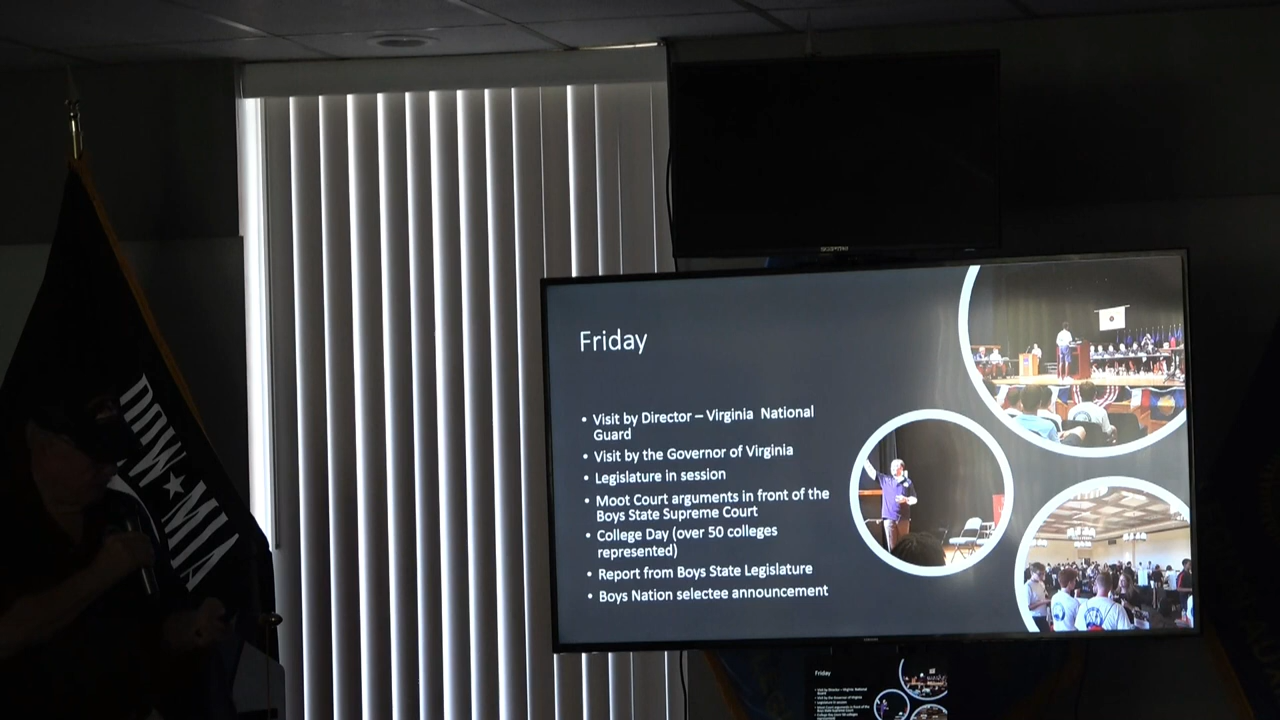 POW★MIA
Friday
• Visit by Director – Virginia National
Guard
• Visit by the Governor of Virginia
• Legislature in session
• Moot Court arguments in front of the
Boys State Supreme Court
• College Day (over 50 colleges
represented)
• Report from Boys State Legislature
• Boys Nation selectee announcement
Friday